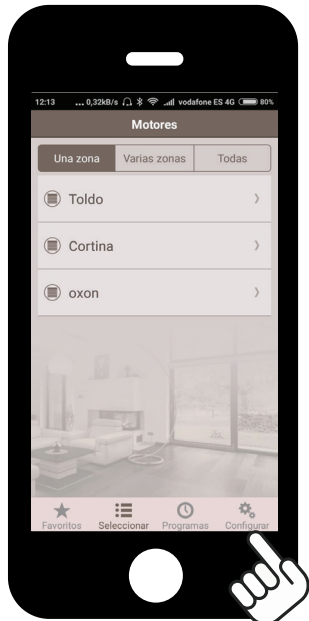 12:13 ... 0,32kB/s vodafone ES 4G 80%
Motores
Una zona Varias zonas Todas
Toldo
Cortina
oxon
Favoritos Seleccionar Programas Configurar